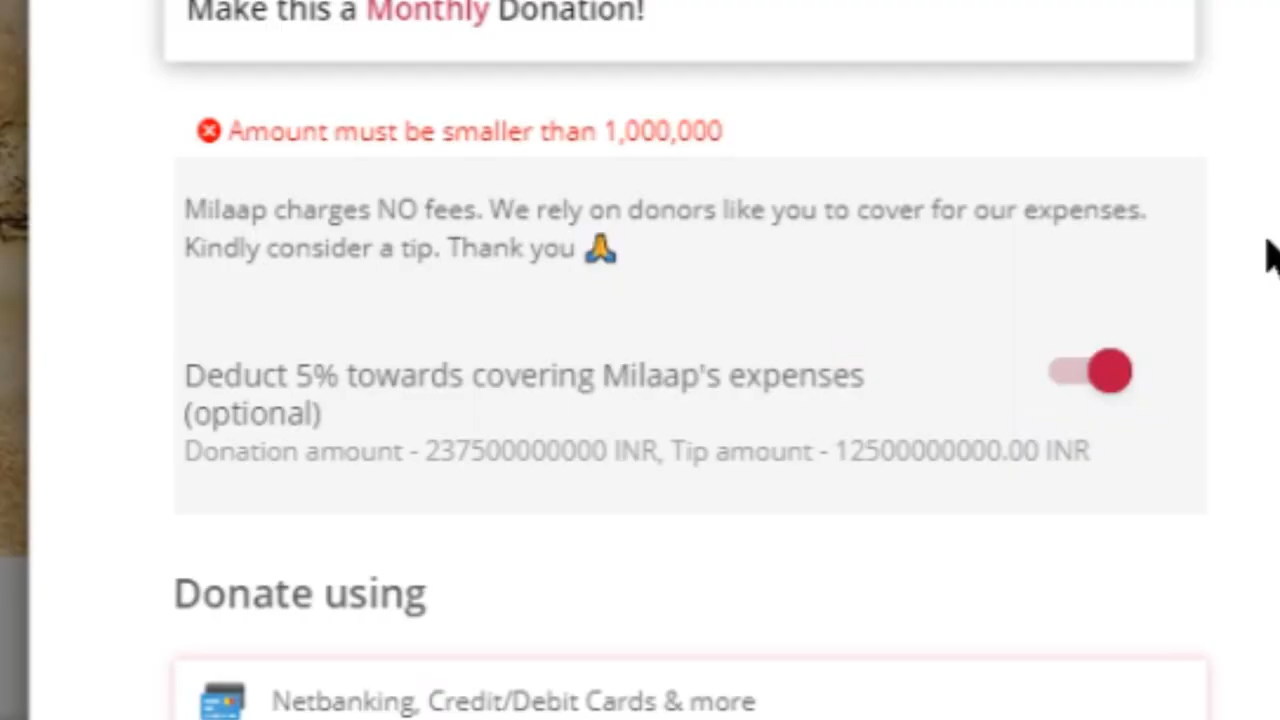 Make this a Monthly Donation!
Amount must be smaller than 1,000,000
Milaap charges NO fees. We rely on donors like you to cover for our expenses.
Kindly consider a tip. Thank you 🙏
Deduct 5% towards covering Milaap's expenses
(optional)
Donation amount - 237500000000 INR, Tip amount - 12500000000.00 INR
Donate using
Netbanking, Credit/Debit Cards & more